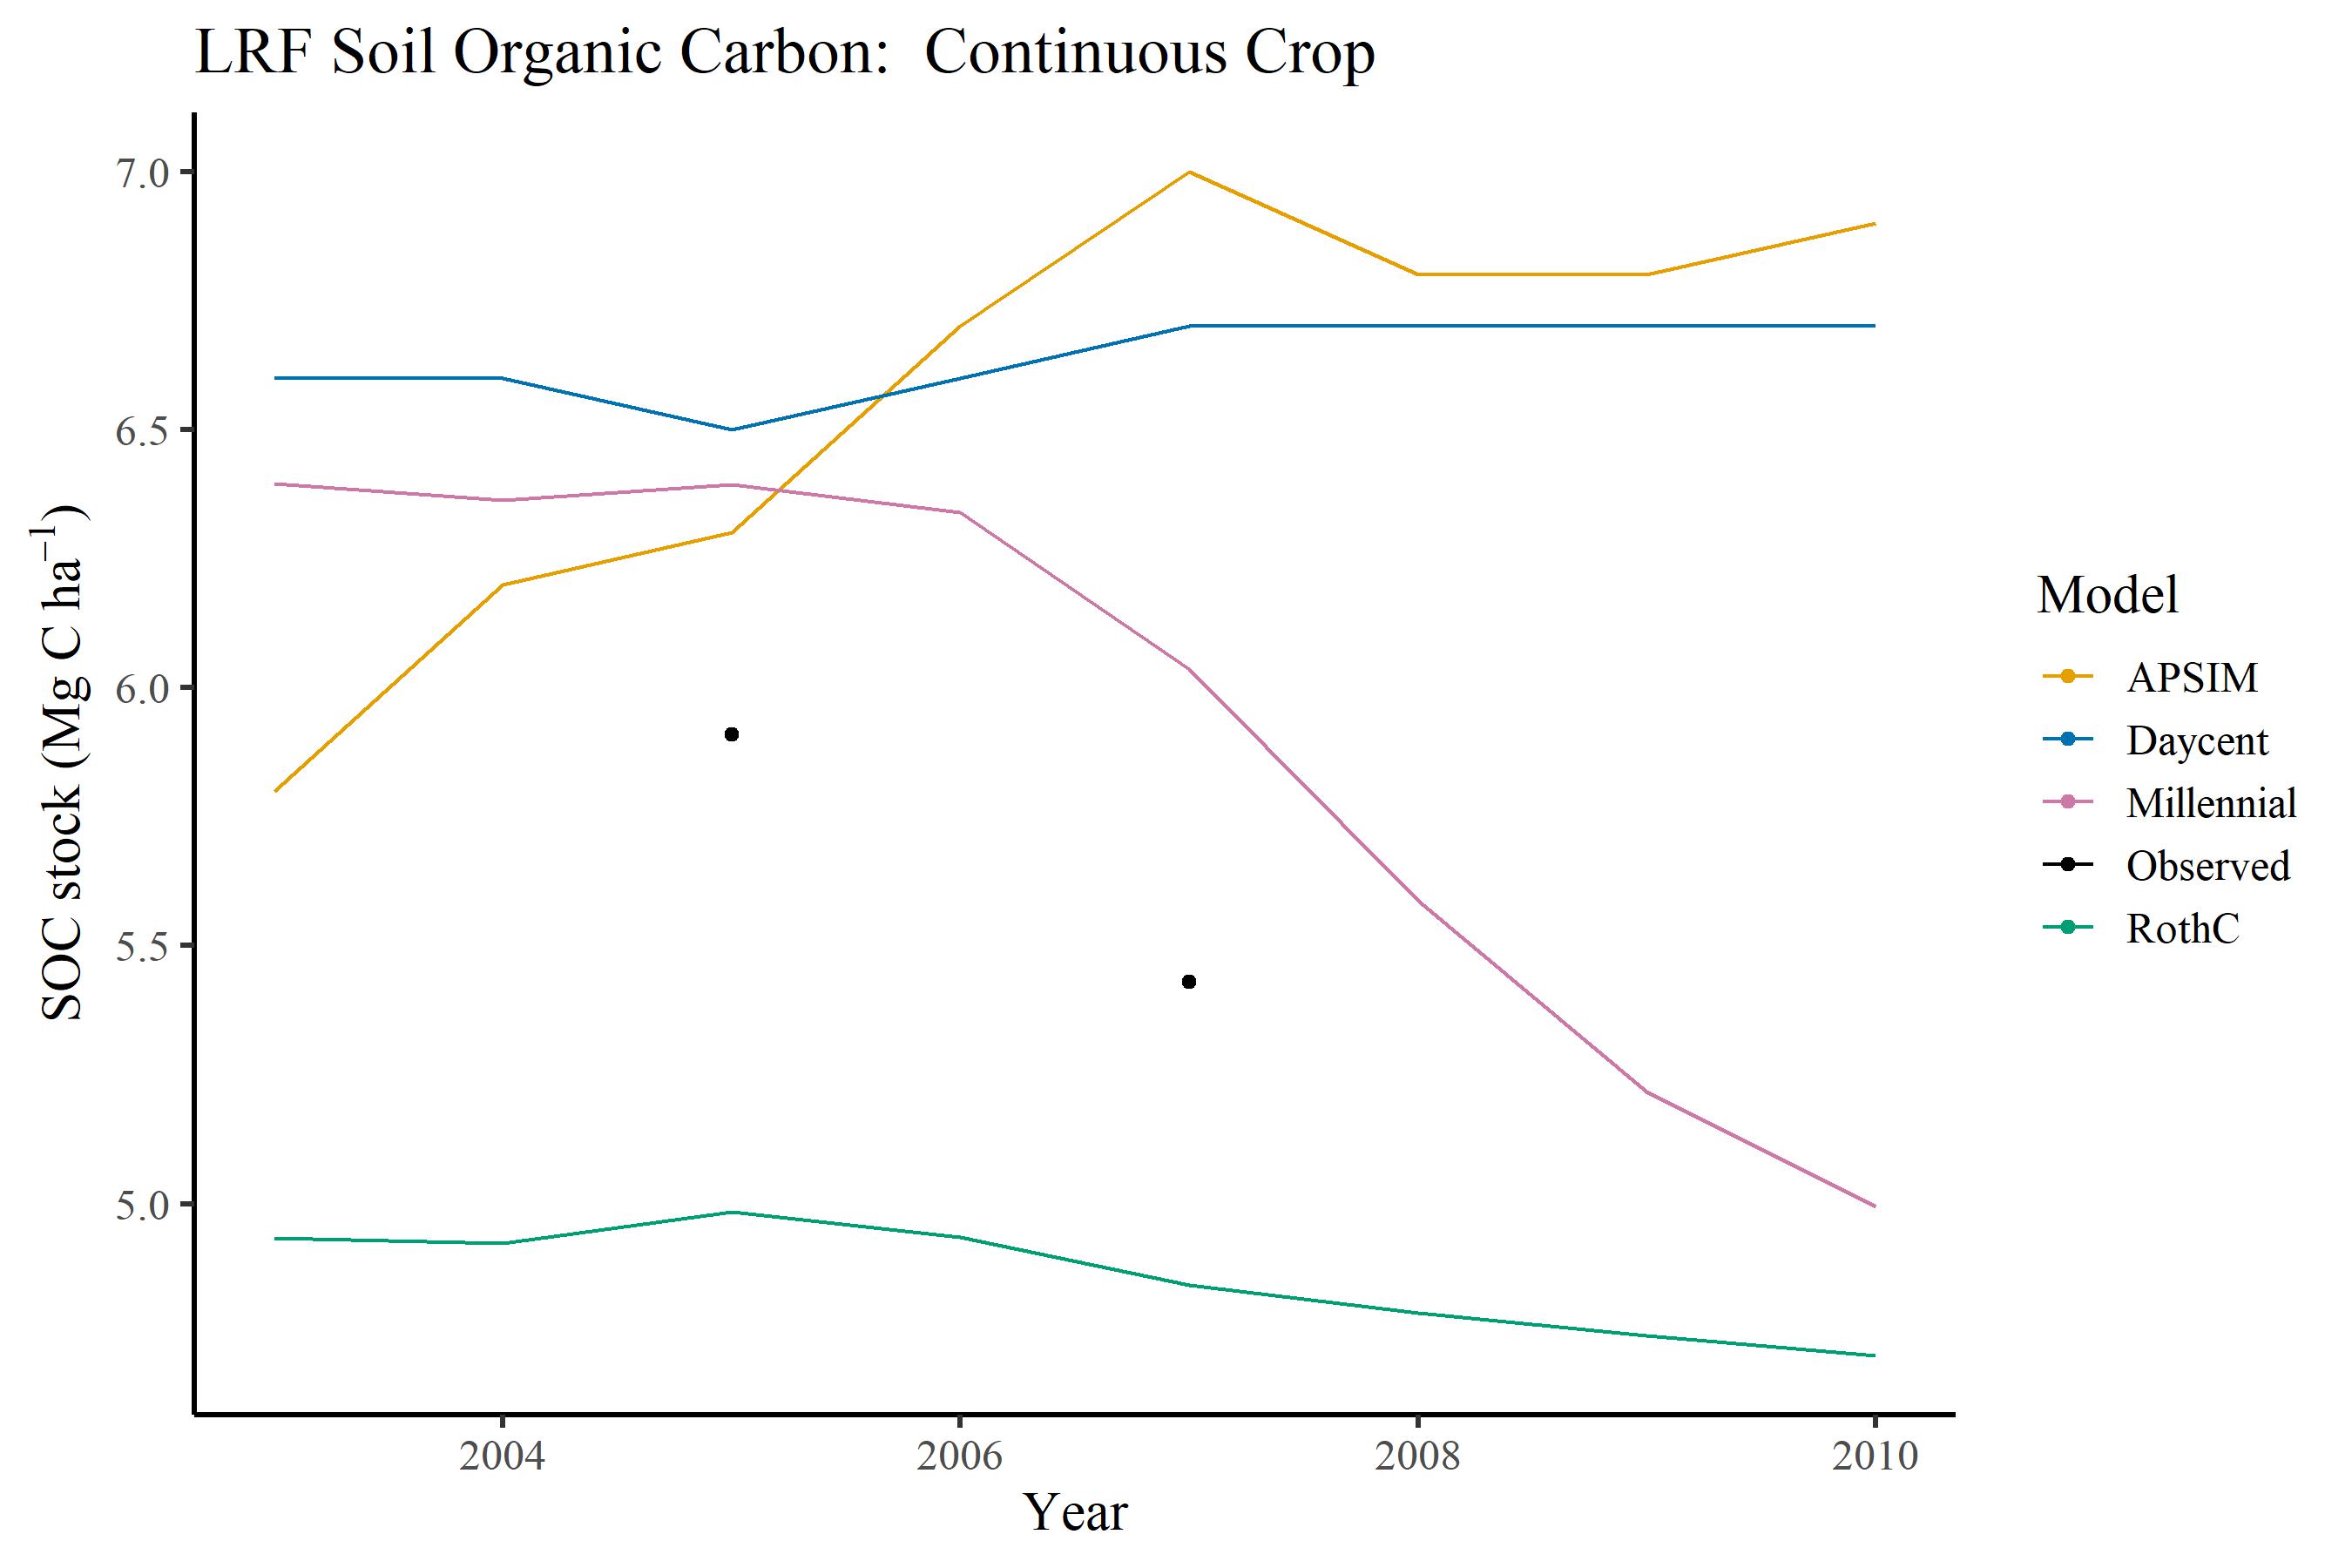 LRF Soil Organic Carbon:  Continuous Crop
SOC stock (Mg C ha⁻¹)
7.0
6.5
6.0
5.5
5.0
2004 2006 2008 2010
Year
Model
APSIM
Daycent
Millennial
Observed
RothC